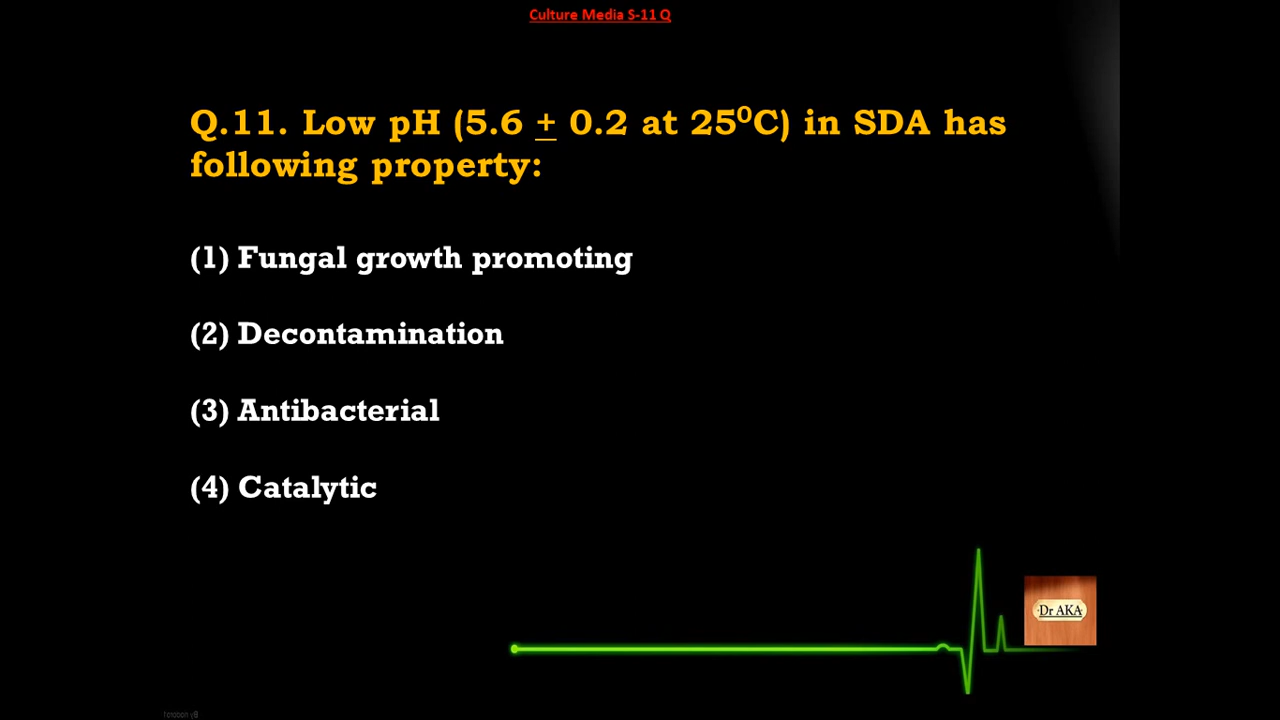 Culture Media S-11 Q
Q.11. Low pH (5.6 ± 0.2 at 25⁰C) in SDA has
following property:
(1) Fungal growth promoting
(2) Decontamination
(3) Antibacterial
(4) Catalytic
Dr AKA